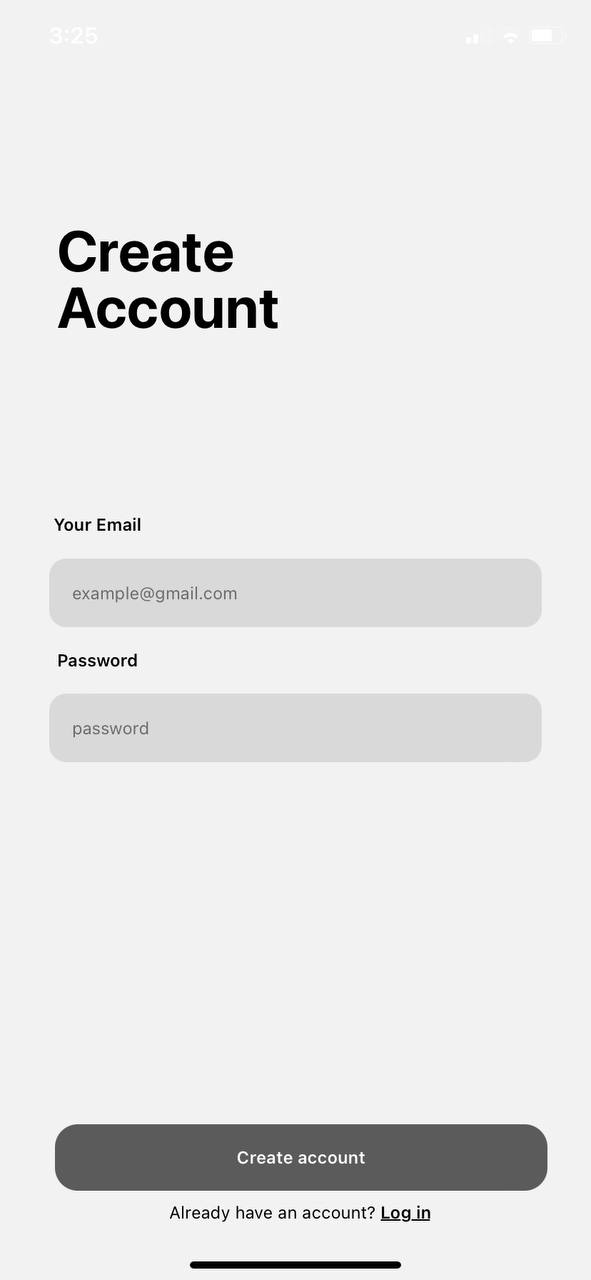 3:25
Create
Account
Your Email
example@gmail.com
Password
password
Create account
Already have an account? Log in